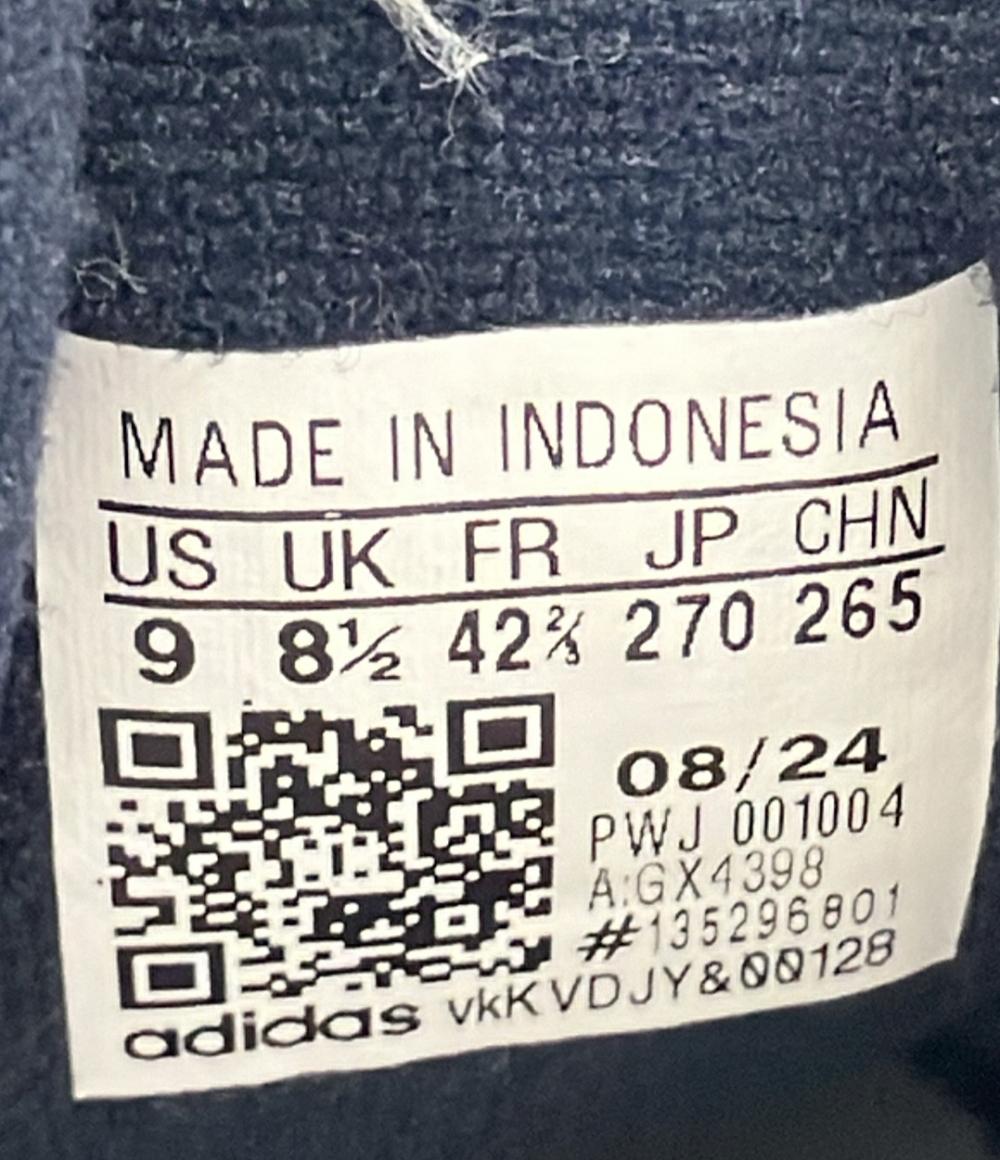 MADE IN INDONESIA
US UK FR JP CHN
9 8½ 42⅔ 270 265
08/24
PWJ 001004
A:GX4398
#135296801
adidas vkKVDJY&00128